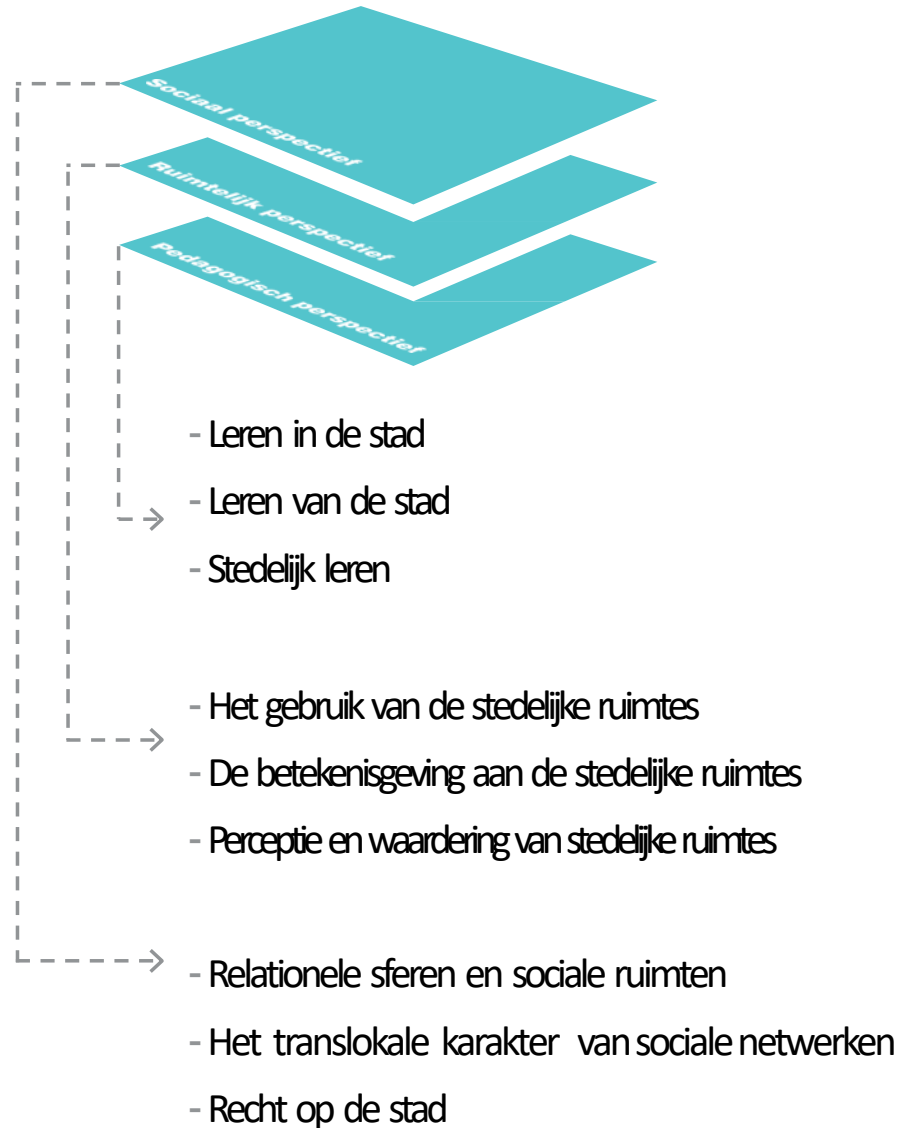 Sociaal perspectief
Ruimtelijk perspectief
Pedagogisch perspectief
- Leren in de stad
- Leren van de stad
- Stedelijk leren
- Het gebruik van de stedelijke ruimtes
- De betekenisgeving aan de stedelijke ruimtes
- Perceptie en waardering van stedelijke ruimtes
- Relationele sferen en sociale ruimten
- Het translokale karakter van sociale netwerken
- Recht op de stad